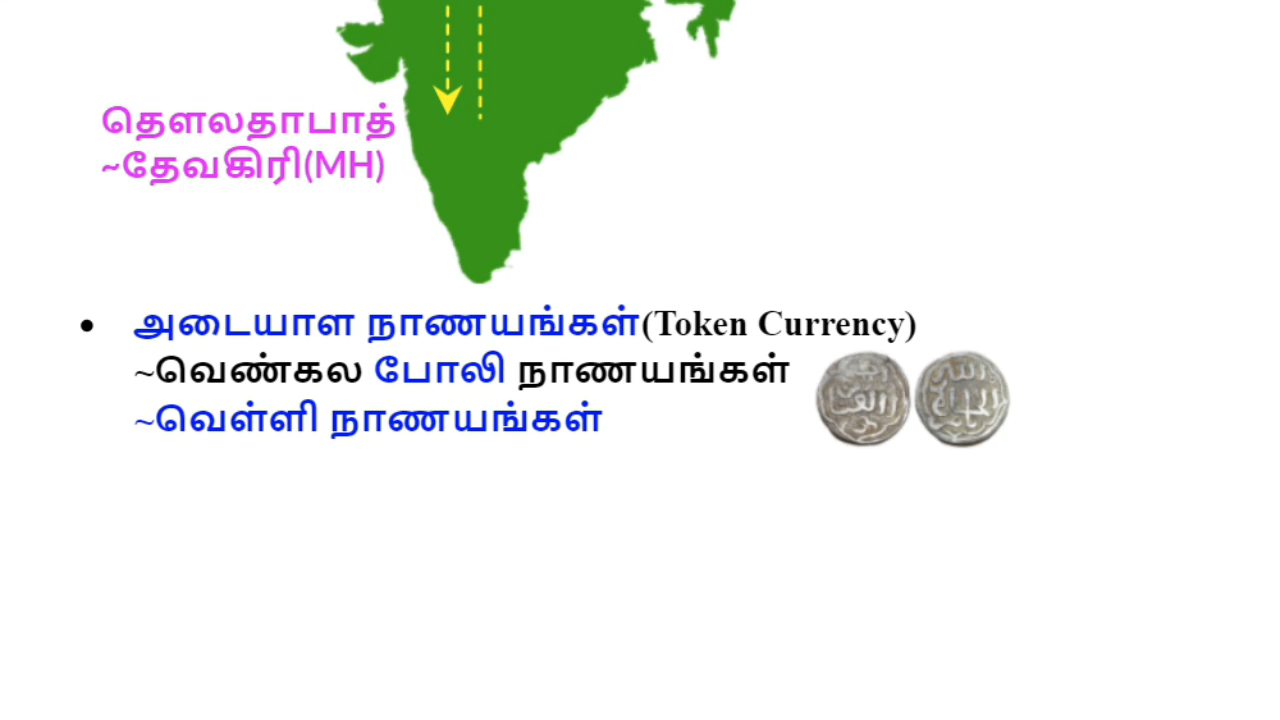 தௌலதாபாத்
~தேவகிரி(MH)
• அடையாள நாணயங்கள்(Token Currency)
~வெண்கல போலி நாணயங்கள்
~வெள்ளி நாணயங்கள்